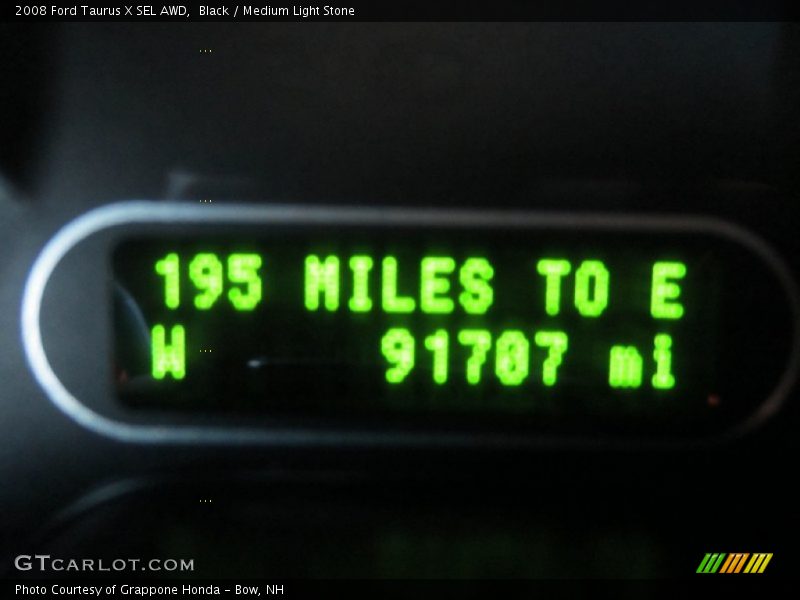 2008 Ford Taurus X SEL AWD, Black / Medium Light Stone
...
...
195 MILES TO E
W 91707 mi
...
...
GTCARLOT.COM
Photo Courtesy of Grappone Honda - Bow, NH